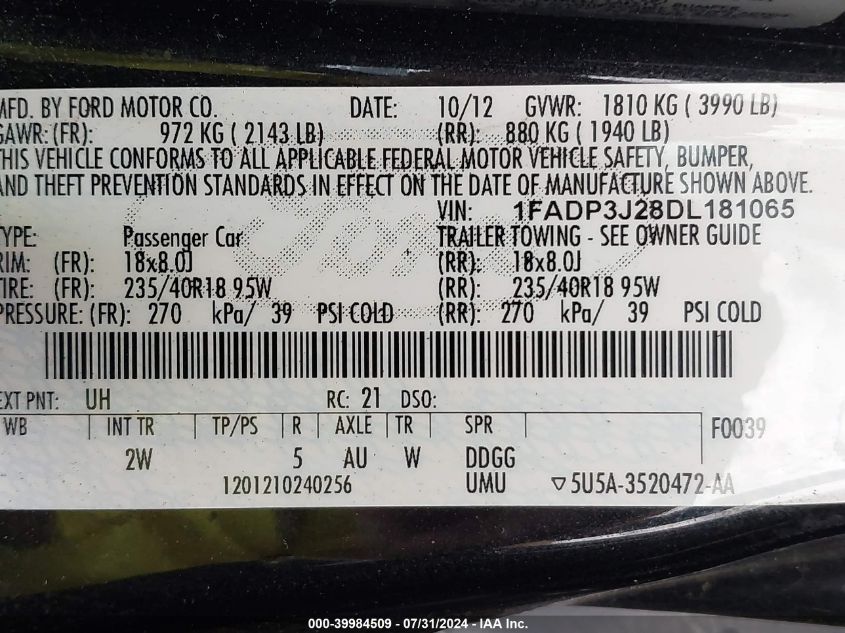 MFD. BY FORD MOTOR CO. DATE: 10/12 GVWR: 1810 KG ( 3990 LB)
GAWR: (FR): 972 KG ( 2143 LB) (RR): 880 KG ( 1940 LB)
THIS VEHICLE CONFORMS TO ALL APPLICABLE FEDERAL MOTOR VEHICLE SAFETY, BUMPER,
AND THEFT PREVENTION STANDARDS IN EFFECT ON THE DATE OF MANUFACTURE SHOWN ABOVE.
VIN: 1FADP3J28DL181065
TYPE: Passenger Car TRAILER TOWING - SEE OWNER GUIDE
RIM: (FR): 18x8.0J (RR): 18x8.0J
TIRE: (FR): 235/40R18 95W (RR): 235/40R18 95W
PRESSURE: (FR): 270 kPa/ 39 PSI COLD (RR): 270 kPa/ 39 PSI COLD
EXT PNT: UH RC: 21 DSO:
WB INT TR TP/PS R AXLE TR SPR F0039
2W 5 AU W DDGG
1201210240256 UMU ▽5U5A-3520472-AA
000-39984509 - 07/31/2024 - © IAA Inc.